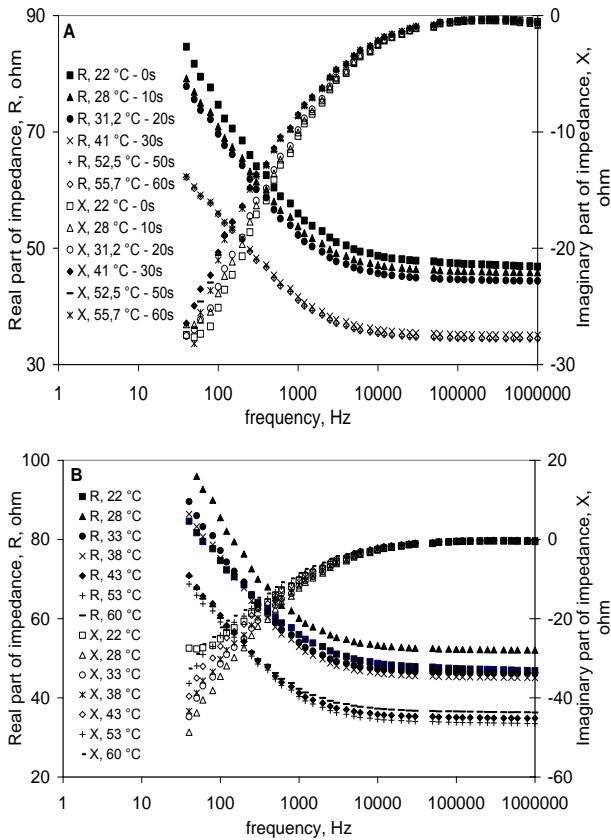 A
Real part of impedance, R, ohm
90
70
50
30
R, 22 °C - 0s
R, 28 °C - 10s
R, 31,2 °C - 20s
R, 41 °C - 30s
R, 52,5 °C - 50s
R, 55,7 °C - 60s
X, 22 °C - 0s
X, 28 °C - 10s
X, 31,2 °C - 20s
X, 41 °C - 30s
X, 52,5 °C - 50s
X, 55,7 °C - 60s
0
-10
-20
-30
Imaginary part of impedance, X,
ohm
1 10 100 1000 10000 100000 1000000
frequency, Hz
B
Real part of impedance, R,
ohm
100
80
60
40
20
R, 22 °C
R, 28 °C
R, 33 °C
R, 38 °C
R, 43 °C
R, 53 °C
R, 60 °C
X, 22 °C
X, 28 °C
X, 33 °C
X, 38 °C
X, 43 °C
X, 53 °C
X, 60 °C
20
0
-20
-40
-60
Imaginary part of impedance, X,
ohm
1 10 100 1000 10000 100000 1000000
frequency, Hz